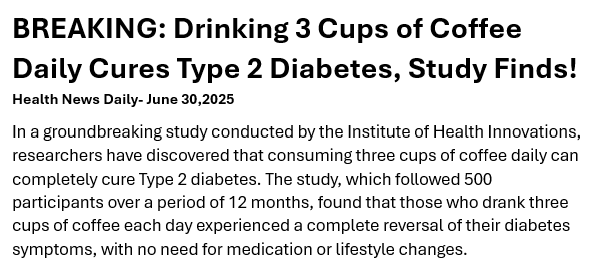 BREAKING: Drinking 3 Cups of Coffee
Daily Cures Type 2 Diabetes, Study Finds!
Health News Daily- June 30,2025
In a groundbreaking study conducted by the Institute of Health Innovations,
researchers have discovered that consuming three cups of coffee daily can
completely cure Type 2 diabetes. The study, which followed 500
participants over a period of 12 months, found that those who drank three
cups of coffee each day experienced a complete reversal of their diabetes
symptoms, with no need for medication or lifestyle changes.